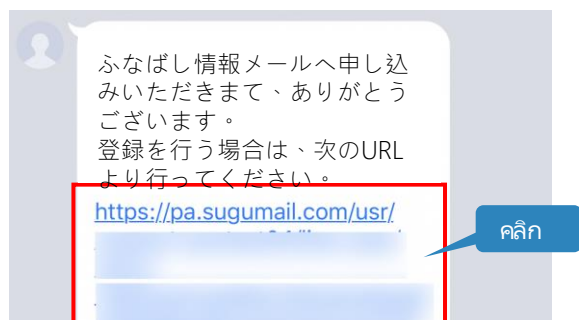 ふなばし情報メールへ申し込
みいただきまて、ありがとう
ございます。
登録を行う場合は、次のURL
より行ってください。
https://pa.sugumail.com/usr/
คลิก